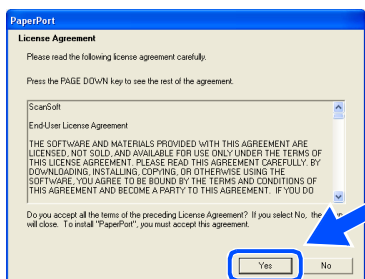 PaperPort
License Agreement
Please read the following license agreement carefully.
Press the PAGE DOWN key to see the rest of the agreement.
ScanSoft
End-User License Agreement
THE SOFTWARE AND MATERIALS PROVIDED WITH THIS AGREEMENT ARE
LICENSED, NOT SOLD, AND AVAILABLE FOR USE ONLY UNDER THE TERMS OF
THIS LICENSE AGREEMENT. PLEASE READ THIS AGREEMENT CAREFULLY. BY
DOWNLOADING, INSTALLING, COPYING, OR OTHERWISE USING THE
SOFTWARE, YOU AGREE TO BE BOUND BY THE TERMS AND CONDITIONS OF
THIS AGREEMENT AND BECOME A PARTY TO THIS AGREEMENT. IF YOU DO
Do you accept all the terms of the preceding License Agreement? If you select No, the
will close. To install "PaperPort", you must accept this agreement.
Yes No